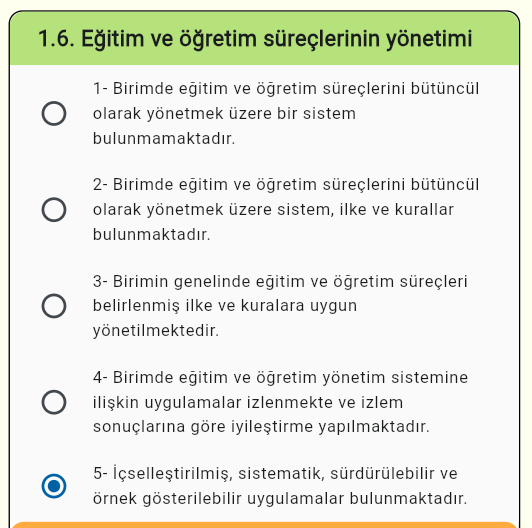 1.6. Eğitim ve öğretim süreçlerinin yönetimi
1- Birimde eğitim ve öğretim süreçlerini bütüncül
olarak yönetmek üzere bir sistem
bulunmamaktadır.
2- Birimde eğitim ve öğretim süreçlerini bütüncül
olarak yönetmek üzere sistem, ilke ve kurallar
bulunmaktadır.
3- Birimin genelinde eğitim ve öğretim süreçleri
belirlenmiş ilke ve kuralara uygun
yönetilmektedir.
4- Birimde eğitim ve öğretim yönetim sistemine
ilişkin uygulamalar izlenmekte ve izlem
sonuçlarına göre iyileştirme yapılmaktadır.
5- İçselleştirilmiş, sistematik, sürdürülebilir ve
örnek gösterilebilir uygulamalar bulunmaktadır.